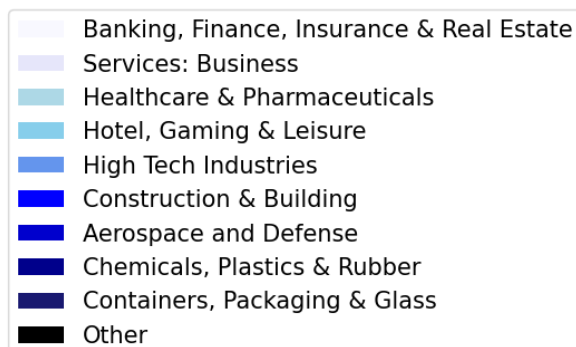 Banking, Finance, Insurance & Real Estate
Services: Business
Healthcare & Pharmaceuticals
Hotel, Gaming & Leisure
High Tech Industries
Construction & Building
Aerospace and Defense
Chemicals, Plastics & Rubber
Containers, Packaging & Glass
Other